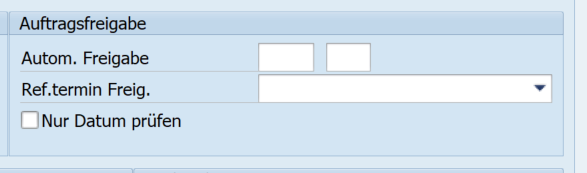 Auftragsfreigabe
Autom. Freigabe
Ref.termin Freig.
Nur Datum prüfen